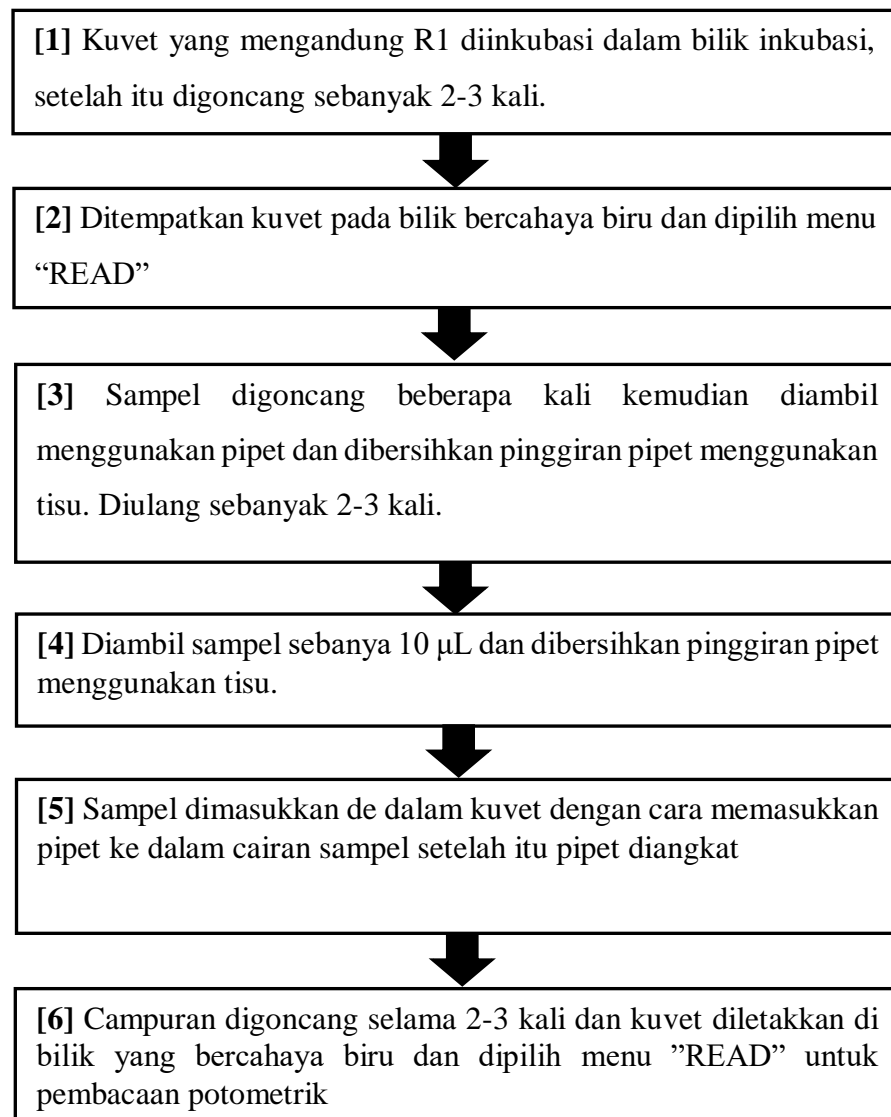 [1] Kuvet yang mengandung R1 diinkubasi dalam bilik inkubasi,
setelah itu digoncang sebanyak 2-3 kali.
[2] Ditempatkan kuvet pada bilik bercahaya biru dan dipilih menu
“READ”
[3] Sampel digoncang beberapa kali kemudian diambil
menggunakan pipet dan dibersihkan pinggiran pipet menggunakan
tisu. Diulang sebanyak 2-3 kali.
[4] Diambil sampel sebanya 10 μL dan dibersihkan pinggiran pipet
menggunakan tisu.
[5] Sampel dimasukkan de dalam kuvet dengan cara memasukkan
pipet ke dalam cairan sampel setelah itu pipet diangkat
[6] Campuran digoncang selama 2-3 kali dan kuvet diletakkan di
bilik yang bercahaya biru dan dipilih menu ”READ” untuk
pembacaan potometrik